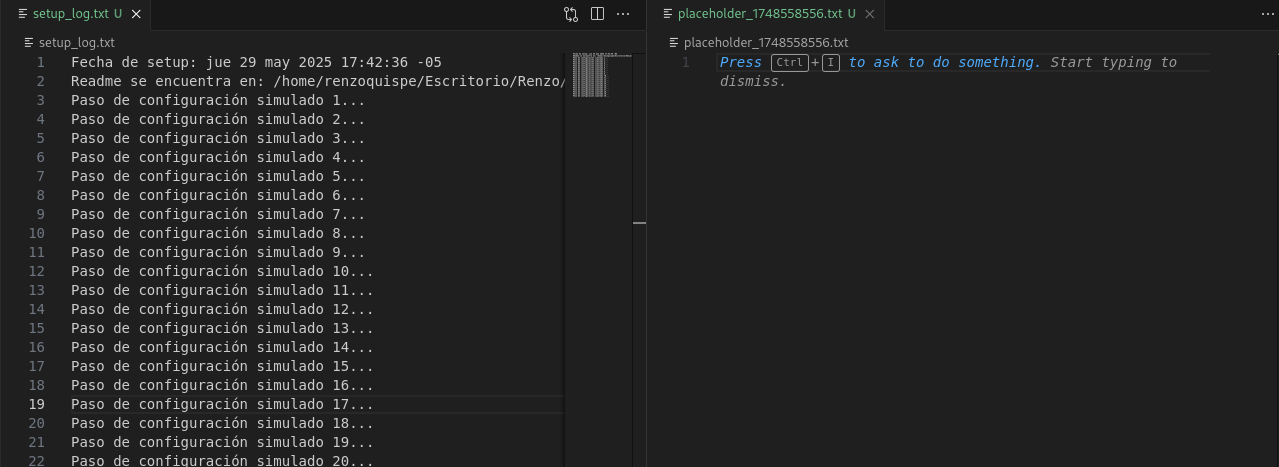 setup_log.txt U
setup_log.txt
1 Fecha de setup: jue 29 may 2025 17:42:36 -05
2 Readme se encuentra en: /home/renzoquispe/Escritorio/Renzo/
3 Paso de configuración simulado 1...
4 Paso de configuración simulado 2...
5 Paso de configuración simulado 3...
6 Paso de configuración simulado 4...
7 Paso de configuración simulado 5...
8 Paso de configuración simulado 6...
9 Paso de configuración simulado 7...
10 Paso de configuración simulado 8...
11 Paso de configuración simulado 9...
12 Paso de configuración simulado 10...
13 Paso de configuración simulado 11...
14 Paso de configuración simulado 12...
15 Paso de configuración simulado 13...
16 Paso de configuración simulado 14...
17 Paso de configuración simulado 15...
18 Paso de configuración simulado 16...
19 Paso de configuración simulado 17...
20 Paso de configuración simulado 18...
21 Paso de configuración simulado 19...
22 Paso de configuración simulado 20...
placeholder_1748558556.txt U
placeholder_1748558556.txt
1 Press Ctrl+I to ask to do something. Start typing to
dismiss.